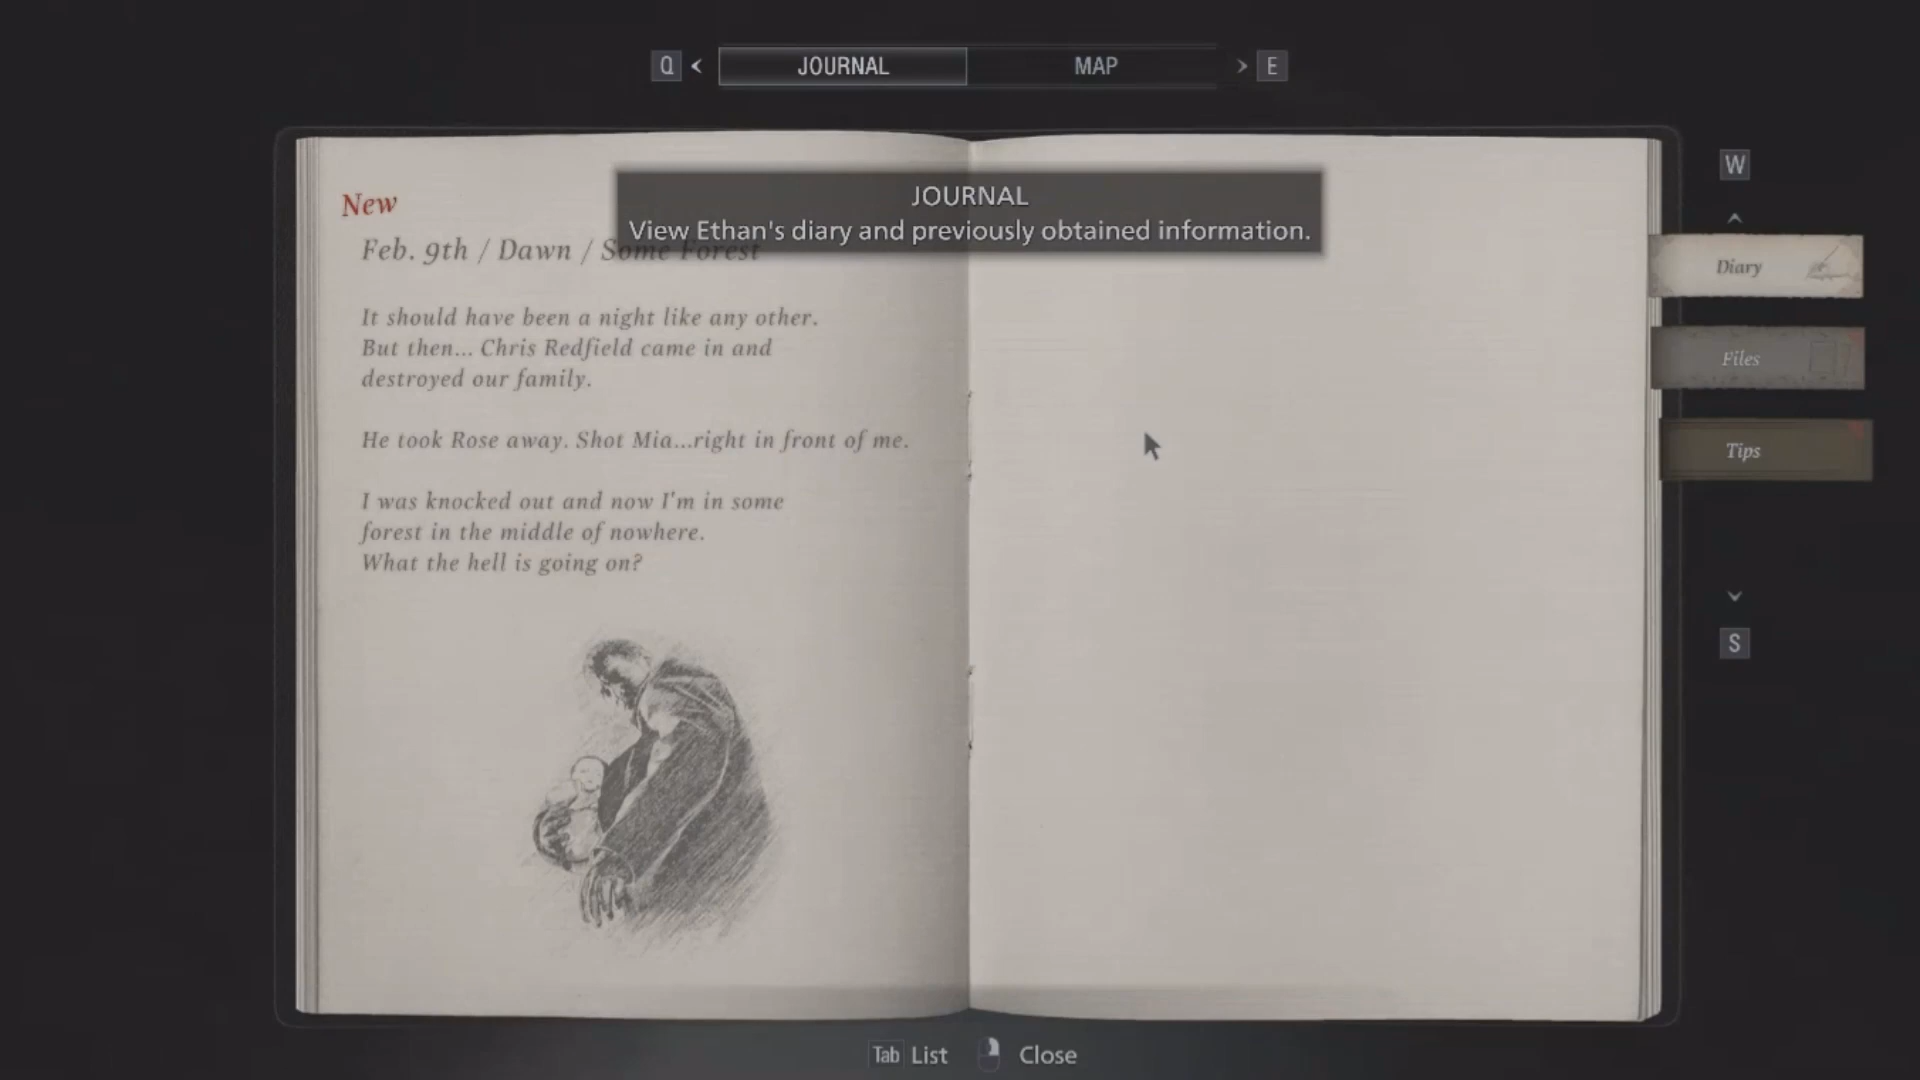 Q < JOURNAL MAP > E
W
JOURNAL
View Ethan's diary and previously obtained information.
New
Feb. 9th / Dawn / Some Forest
It should have been a night like any other.
But then... Chris Redfield came in and
destroyed our family.
He took Rose away. Shot Mia...right in front of me.
I was knocked out and now I'm in some
forest in the middle of nowhere.
What the hell is going on?
Diary
Files
Tips
S
Tab List Close